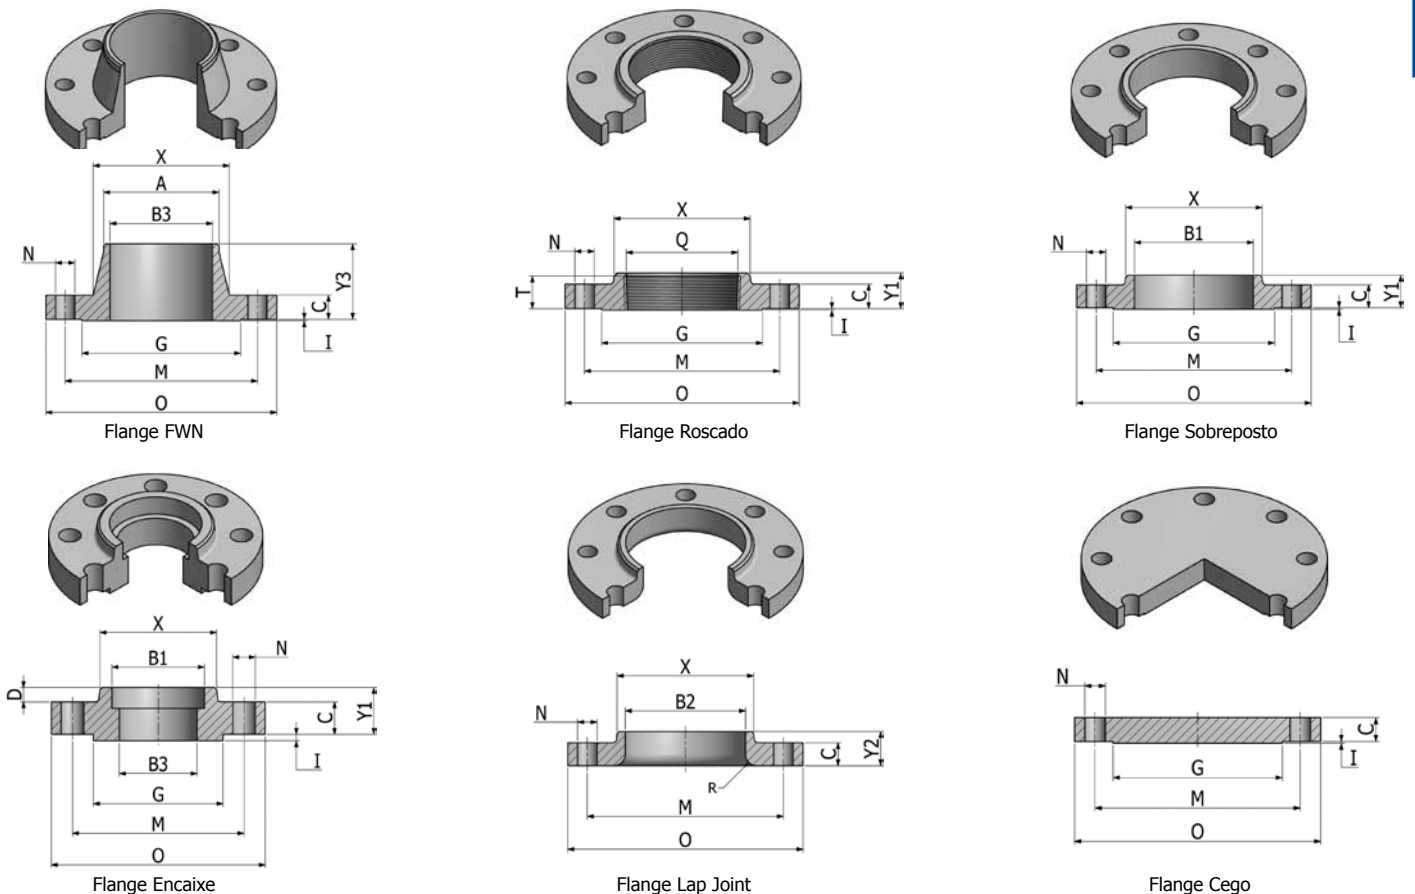 X
A
B3
N
Y3
C
I
G
M
O
Flange FWN
X
Q
N
T
C
Y1
I
G
M
O
Flange Roscado
X
B1
N
C
Y1
I
G
M
O
Flange Sobreposto
X
N
B1
D
C
Y1
I
B3
G
M
O
Flange Encaixe
X
B2
N
C
Y2
R
M
O
Flange Lap Joint
N
C
I
G
M
O
Flange Cego